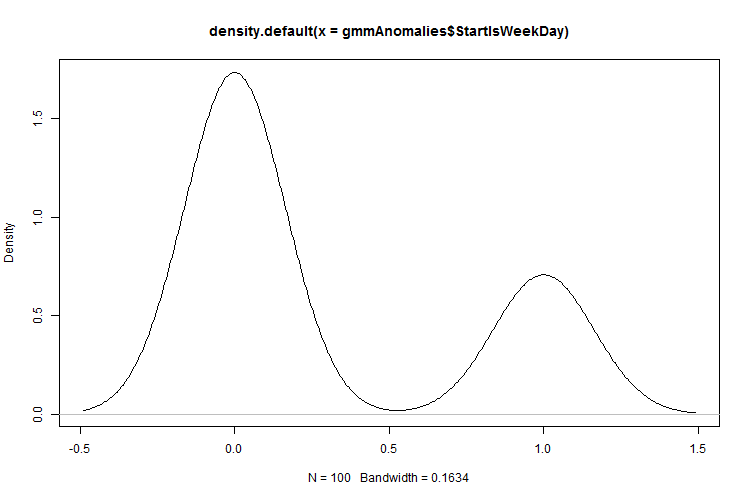 density.default(x = gmmAnomalies$StartIsWeekDay)
Density
1.5
1.0
0.5
0.0
-0.5 0.0 0.5 1.0 1.5
N = 100 Bandwidth = 0.1634